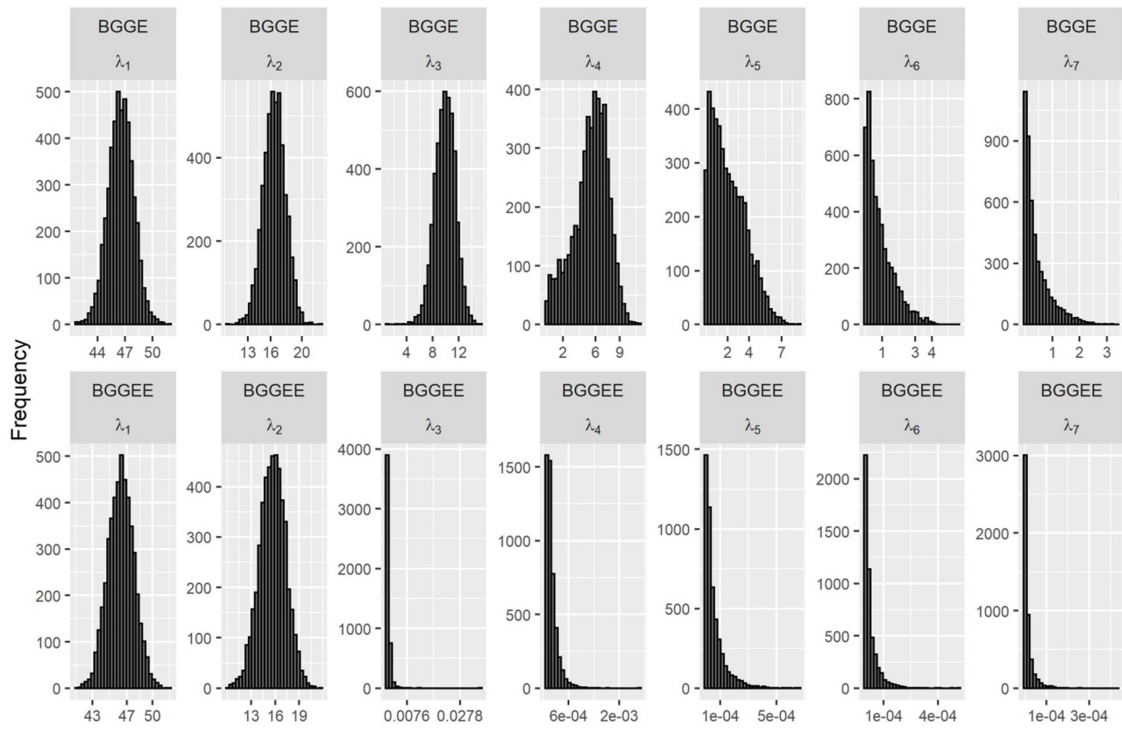 BGGE BGGE BGGE BGGE BGGE BGGE BGGE
λ1 λ2 λ3 λ4 λ5 λ6 λ7
500 400 300 200 100 0
400 200 0
600 400 200 0
400 300 200 100 0
400 300 200 100 0
800 600 400 200 0
900 600 300 0
44 47 50 13 16 20 4 8 12 2 6 9 2 4 7 1 3 4 1 2 3
Frequency
BGGEE BGGEE BGGEE BGGEE BGGEE BGGEE BGGEE
λ1 λ2 λ3 λ4 λ5 λ6 λ7
500 400 300 200 100 0
400 300 200 100 0
4000 3000 2000 1000 0
1500 1000 500 0
1500 1000 500 0
2000 1500 1000 500 0
3000 2000 1000 0
43 47 50 13 16 19 0.0076 0.0278 6e-04 2e-03 1e-04 5e-04 1e-04 4e-04 1e-04 3e-04